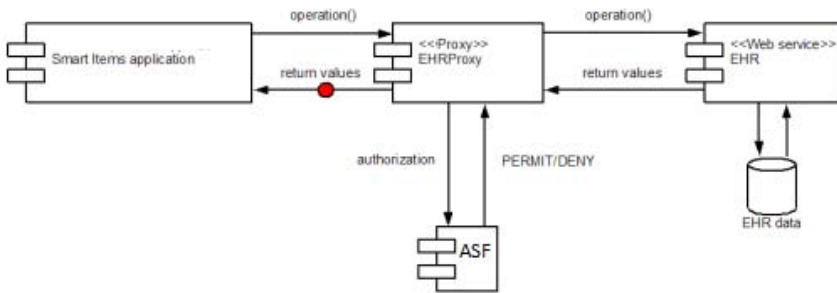 operation()
operation()
Smart Items application
<<Proxy>>
EHRProxy
<<Web service>>
EHR
return values
return values
authorization
PERMIT/DENY
ASF
EHR data